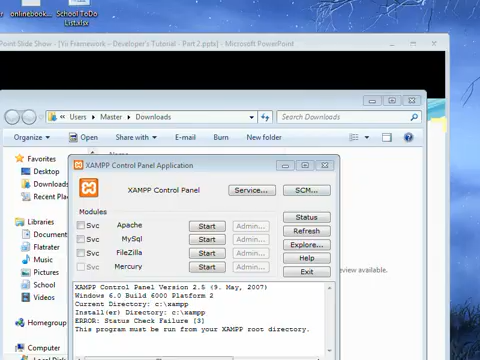 onlinebook...
School ToDo
List.xlsx
Point Slide Show - [Yii Framework - Developer's Tutorial - Part 2.pptx] - Microsoft PowerPoint
« Users Master Downloads
Search Downloads
Organize Open Share with E-mail Burn New folder
Favorites
Desktop
Downloads
Recent Plac
Libraries
Document
Flatrater
Music
Pictures
School
Videos
Homegroup
Computer
XAMPP Control Panel Application
XAMPP Control Panel
Service...
SCM...
Modules
Svc Apache Start Admin...
Svc MySql Start Admin...
Svc FileZilla Start Admin...
Svc Mercury Start Admin...
Status
Refresh
Explore...
Help
Exit
XAMPP Control Panel Version 2.5 (9. May, 2007)
Windows 6.0 Build 6000 Platform 2
Current Directory: c:\xampp
Install(er) Directory: c:\xampp
ERROR: Status Check Failure [3]
This program must be run from your XAMPP root directory.
review available.